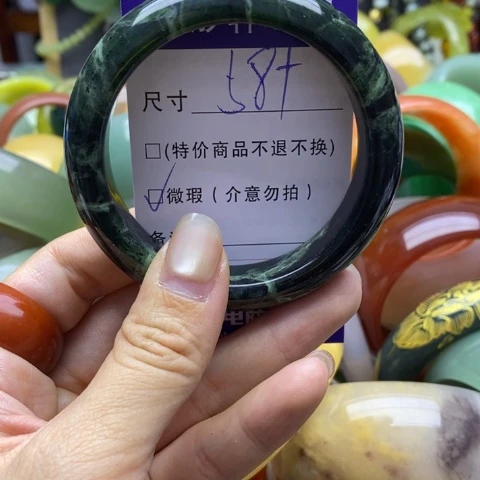 尺寸 58+
□(特价商品不退不换)
☑微瑕(介意勿拍)